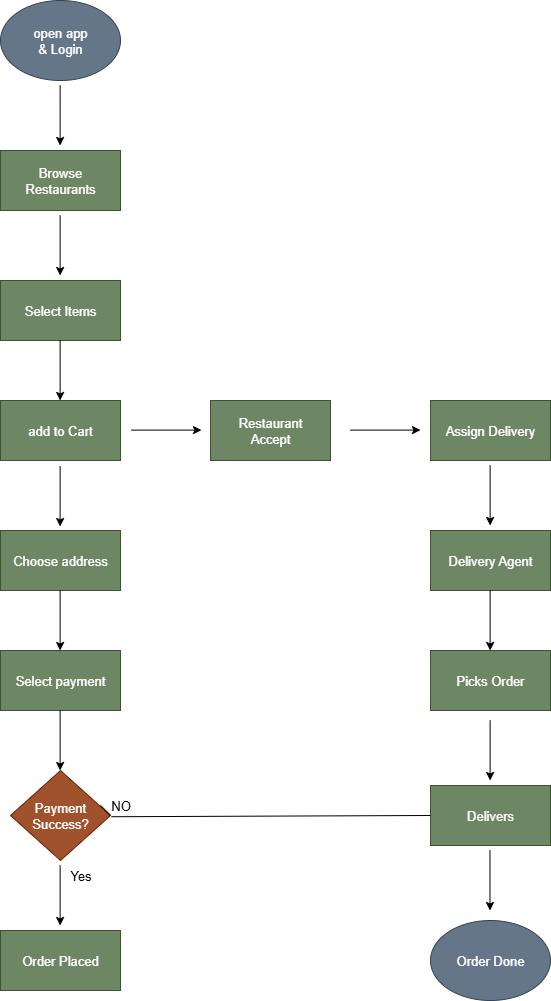 open app
& Login
Browse
Restaurants
Select Items
add to Cart
Restaurant
Accept
Assign Delivery
Choose address
Delivery Agent
Select payment
Picks Order
Payment
Success?
NO
Delivers
Yes
Order Placed
Order Done